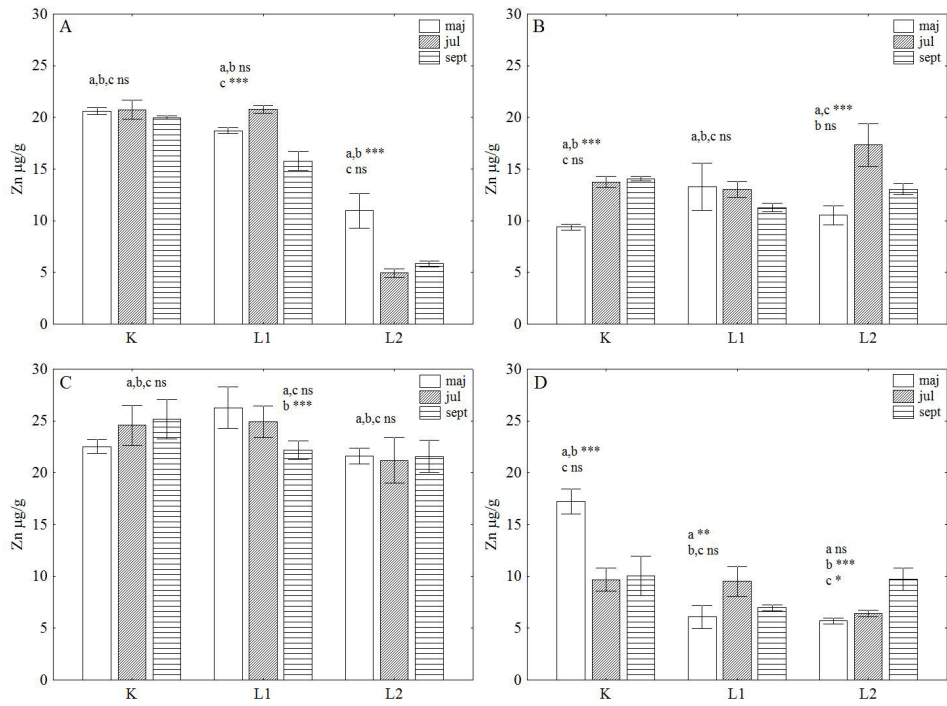 A
maj
jul
sept
a,b,c ns
a,b ns
c ***
a,b ***
c ns
Zn µg/g
30
25
20
15
10
5
0
K
L1
L2
B
maj
jul
sept
a,b ***
c ns
a,b,c ns
a,c ***
b ns
Zn µg/g
30
25
20
15
10
5
0
K
L1
L2
C
maj
jul
sept
a,b,c ns
a,c ns
b ***
a,b,c ns
Zn µg/g
30
25
20
15
10
5
0
K
L1
L2
D
maj
jul
sept
a,b ***
c ns
a **
b,c ns
a ns
b ***
c *
Zn µg/g
30
25
20
15
10
5
0
K
L1
L2